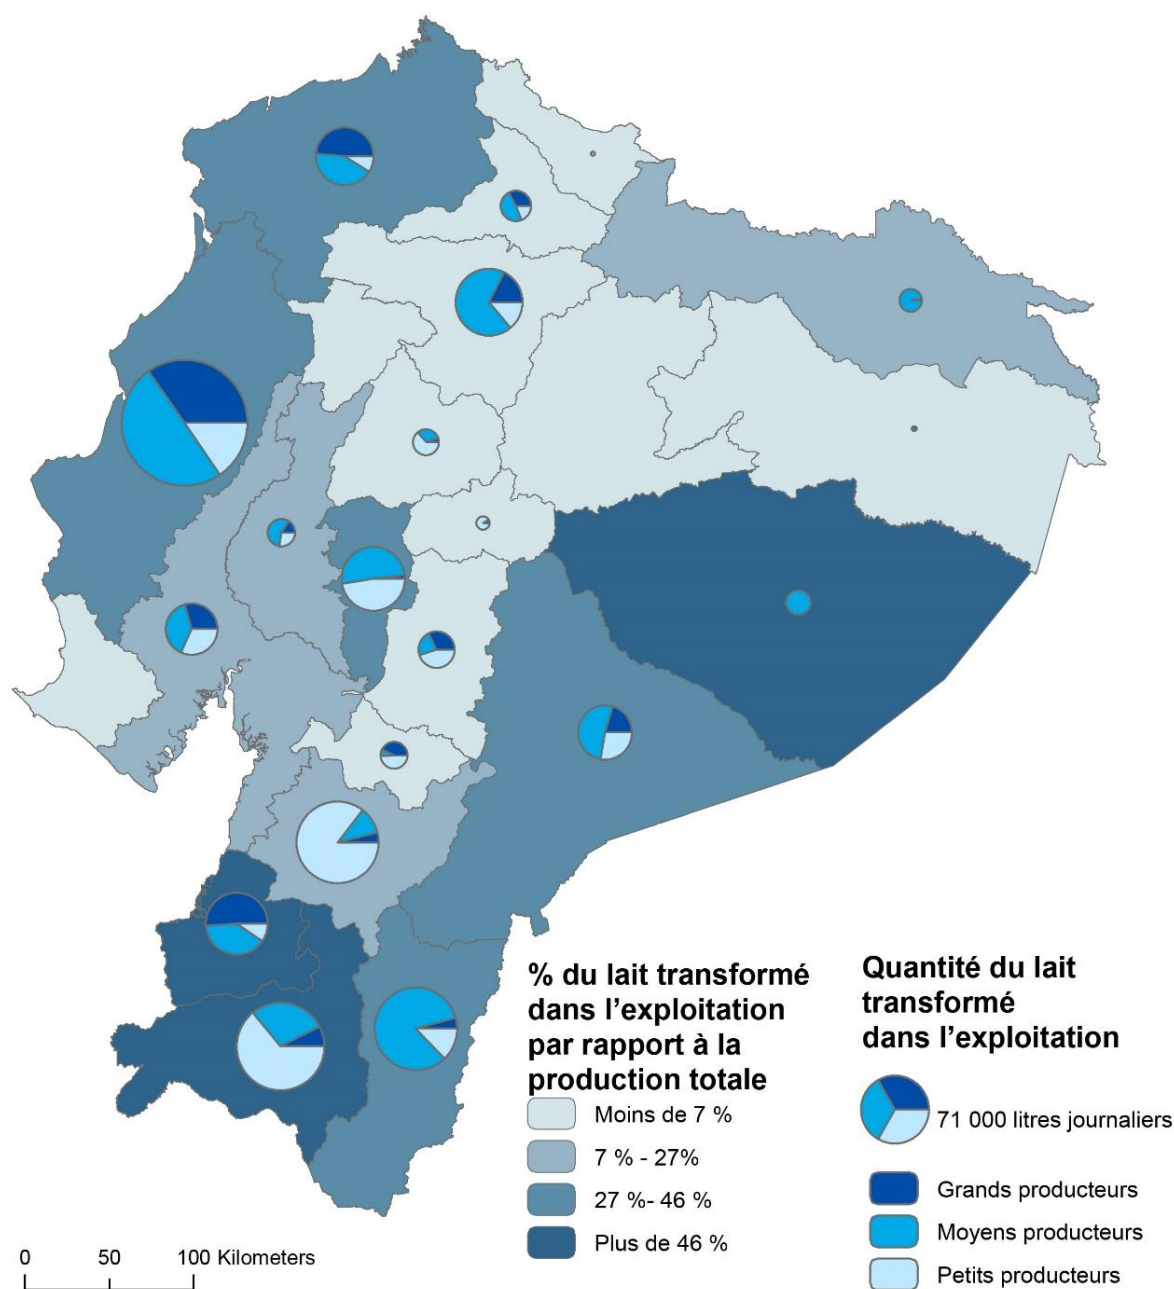 % du lait transformé
dans l'exploitation
par rapport à la
production totale
Moins de 7 %
7 % - 27%
27 %- 46 %
Plus de 46 %
Quantité du lait
transformé
dans l'exploitation
71 000 litres journaliers
Grands producteurs
Moyens producteurs
Petits producteurs
0 50 100 Kilometers